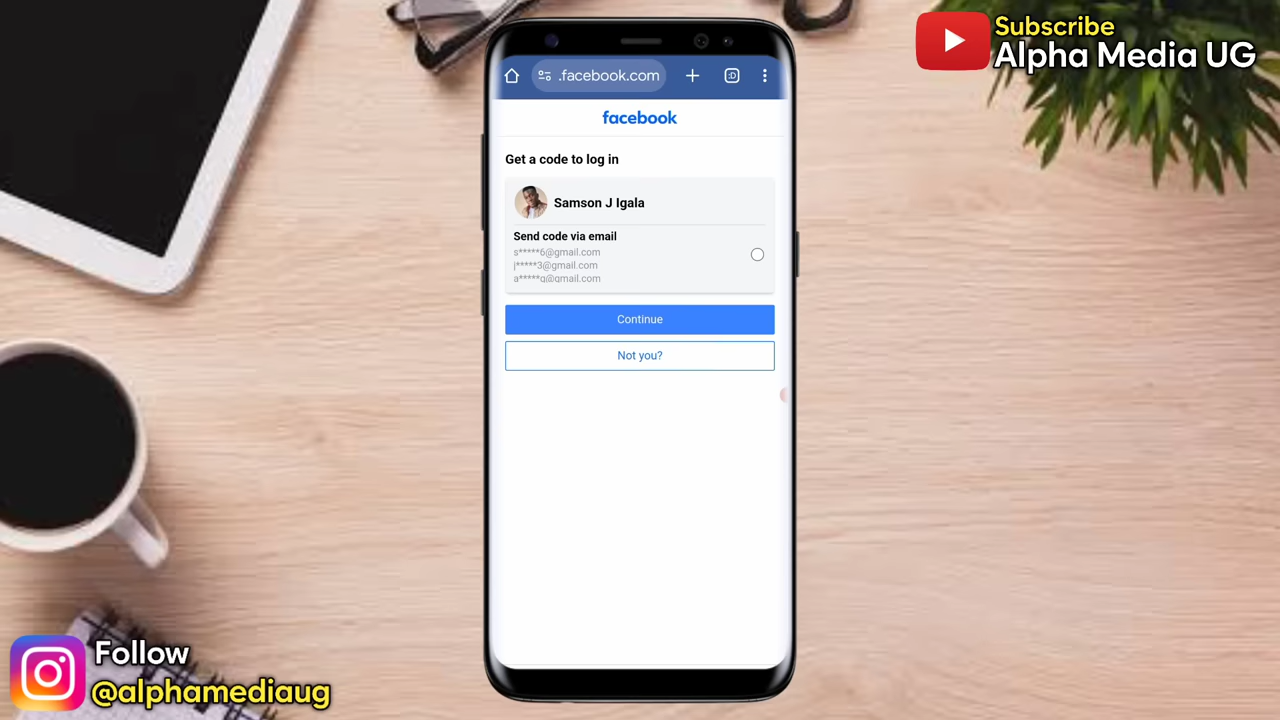 Subscribe
Alpha Media UG
.facebook.com
:D
facebook
Get a code to log in
Samson J Igala
Send code via email
s*****6@gmail.com
j*****3@gmail.com
a*****q@gmail.com
Continue
Not you?
Follow
@alphamediaug